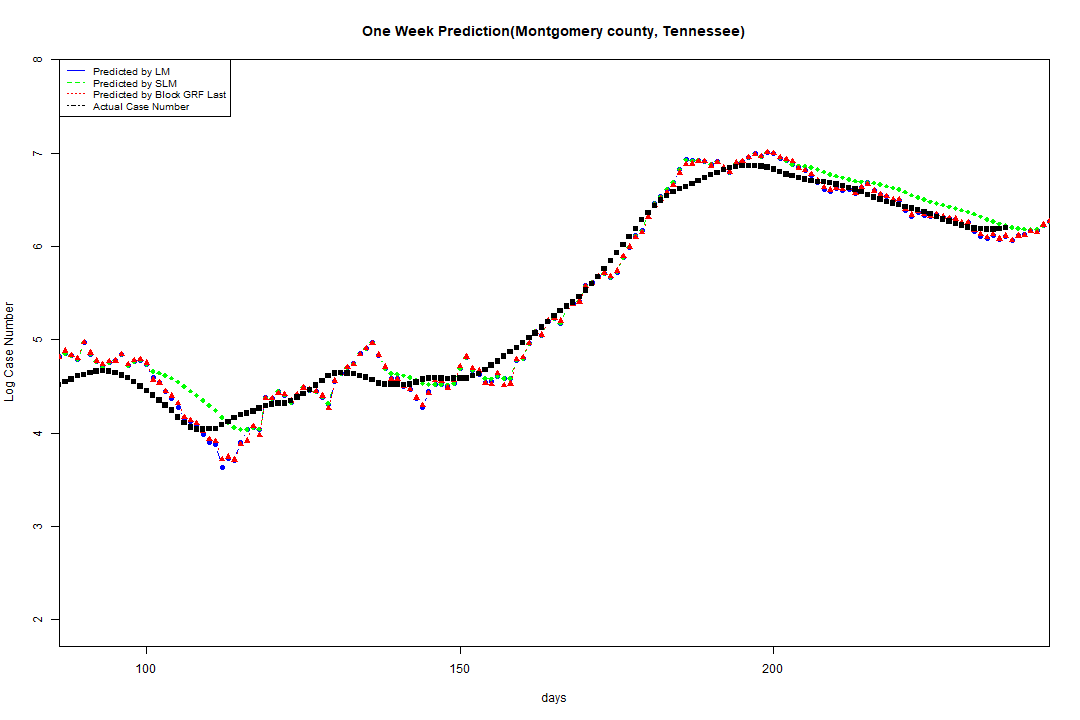 One Week Prediction(Montgomery county, Tennessee)
Predicted by LM
Predicted by SLM
Predicted by Block GRF Last
Actual Case Number
8
7
6
5
4
3
2
Log Case Number
100 150 200
days